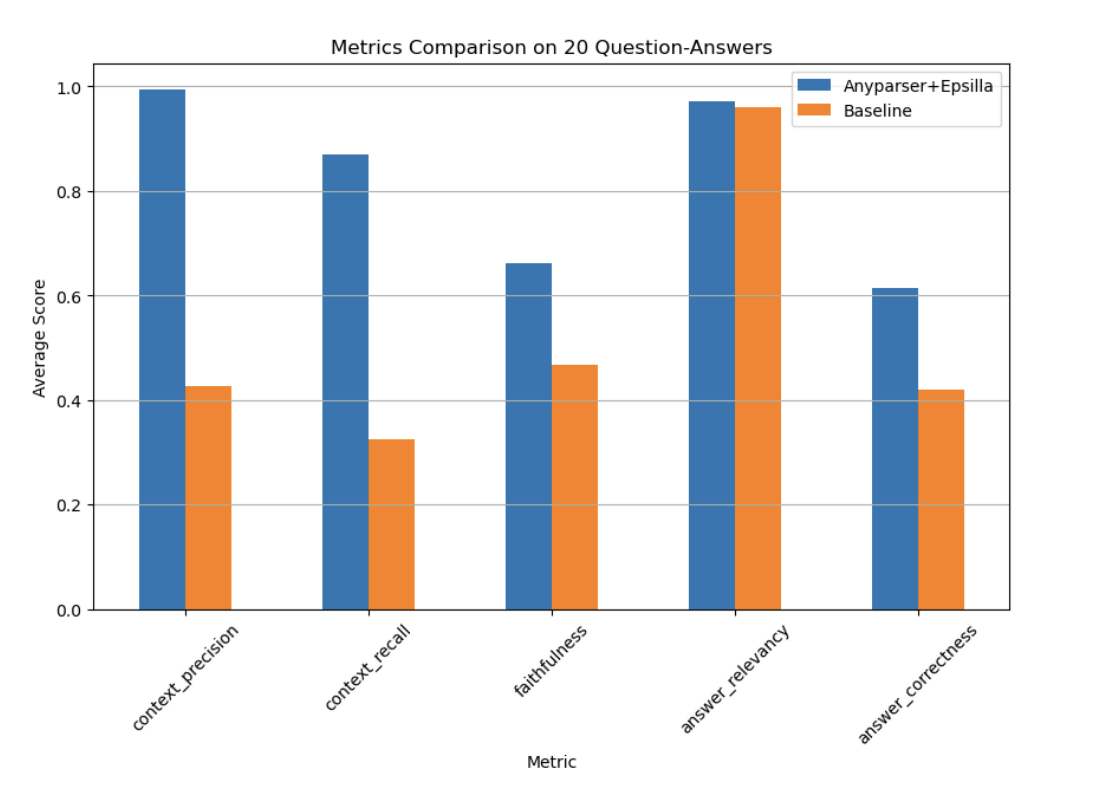 Metrics Comparison on 20 Question-Answers
Anyparser+Epsilla
Baseline
Average Score
1.0
0.8
0.6
0.4
0.2
0.0
context_precision
context_recall
faithfulness
answer_relevancy
answer_correctness
Metric